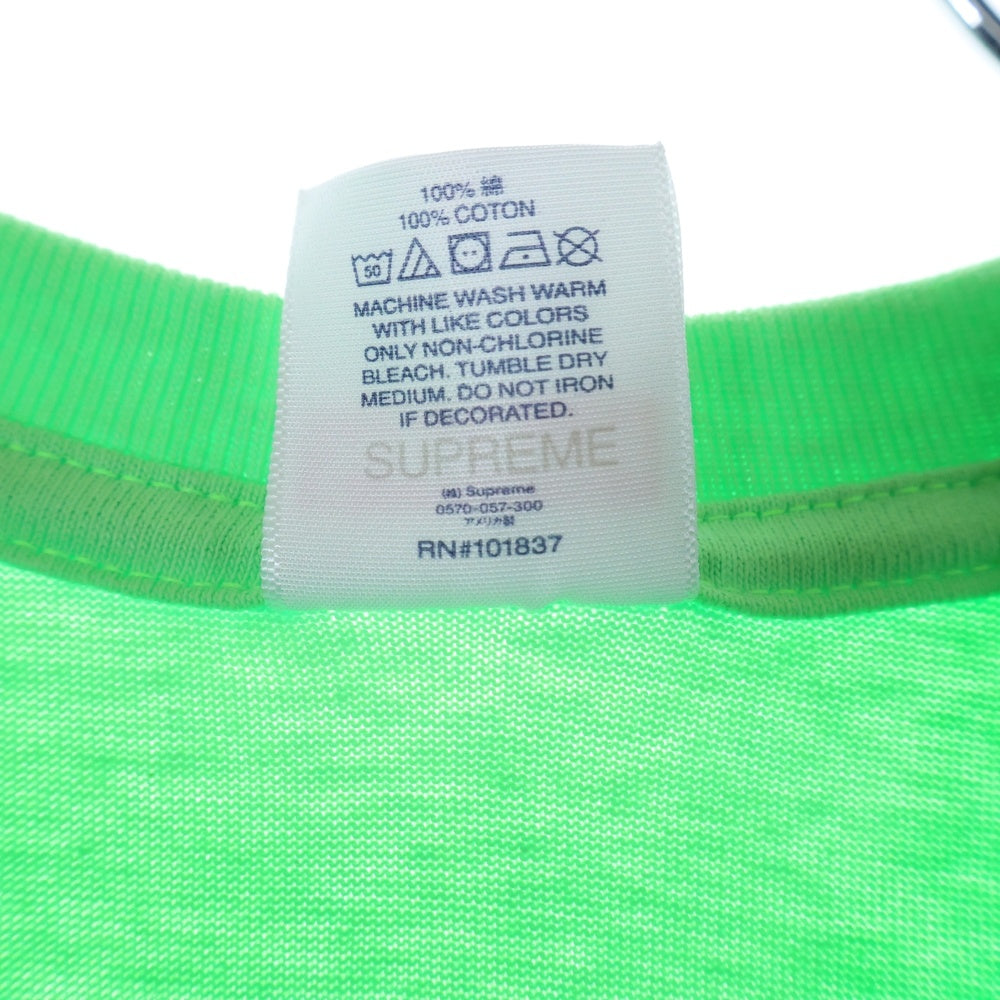 100% 綿
100% COTON
50
MACHINE WASH WARM
WITH LIKE COLORS
ONLY NON-CHLORINE
BLEACH. TUMBLE DRY
MEDIUM. DO NOT IRON
IF DECORATED.
SUPREME
(株) Supreme
0570-057-300
アメリカ製
RN#101837